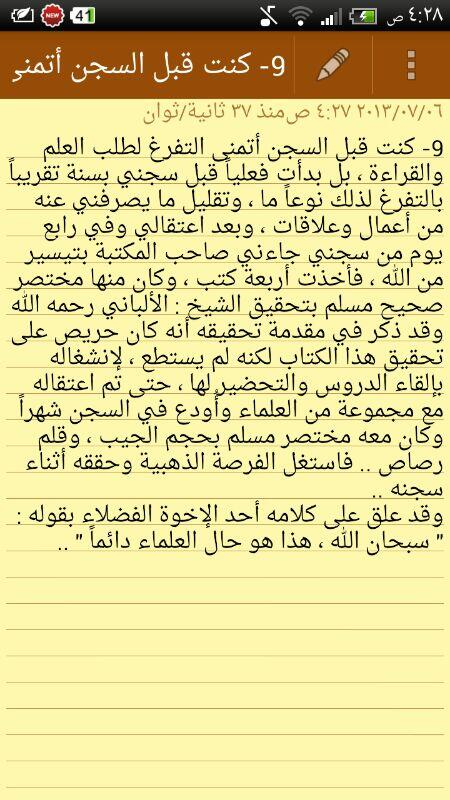 ٤:٢٨ ص
41
NEW
9- كنت قبل السجن أتمنى
٢٠١٣/٠٧/٠٦ ٤:٢٧ ص منذ ٣٧ ثانية/ثوان
9- كنت قبل السجن أتمنى التفرغ لطلب العلم
والقراءة ، بل بدأت فعلياً قبل سجني بسنة تقريباً
بالتفرغ لذلك نوعاً ما ، وتقليل ما يصرفني عنه
من أعمال وعلاقات ، وبعد اعتقالي وفي رابع
يوم من سجني جاءني صاحب المكتبة بتيسير
من الله ، فأخذت أربعة كتب ، وكان منها مختصر
صحيح مسلم بتحقيق الشيخ : الألباني رحمه الله
وقد ذكر في مقدمة تحقيقه أنه كان حريص على
تحقيق هذا الكتاب لكنه لم يستطع ، لإنشغاله
بإلقاء الدروس والتحضير لها ، حتى تم اعتقاله
مع مجموعة من العلماء وأُودع في السجن شهراً
وكان معه مختصر مسلم بحجم الجيب ، وقلم
رصاص .. فاستغل الفرصة الذهبية وحققه أثناء
سجنه ..
وقد علق على كلامه أحد الإخوة الفضلاء بقوله :
" سبحان الله ، هذا هو حال العلماء دائماً " ..